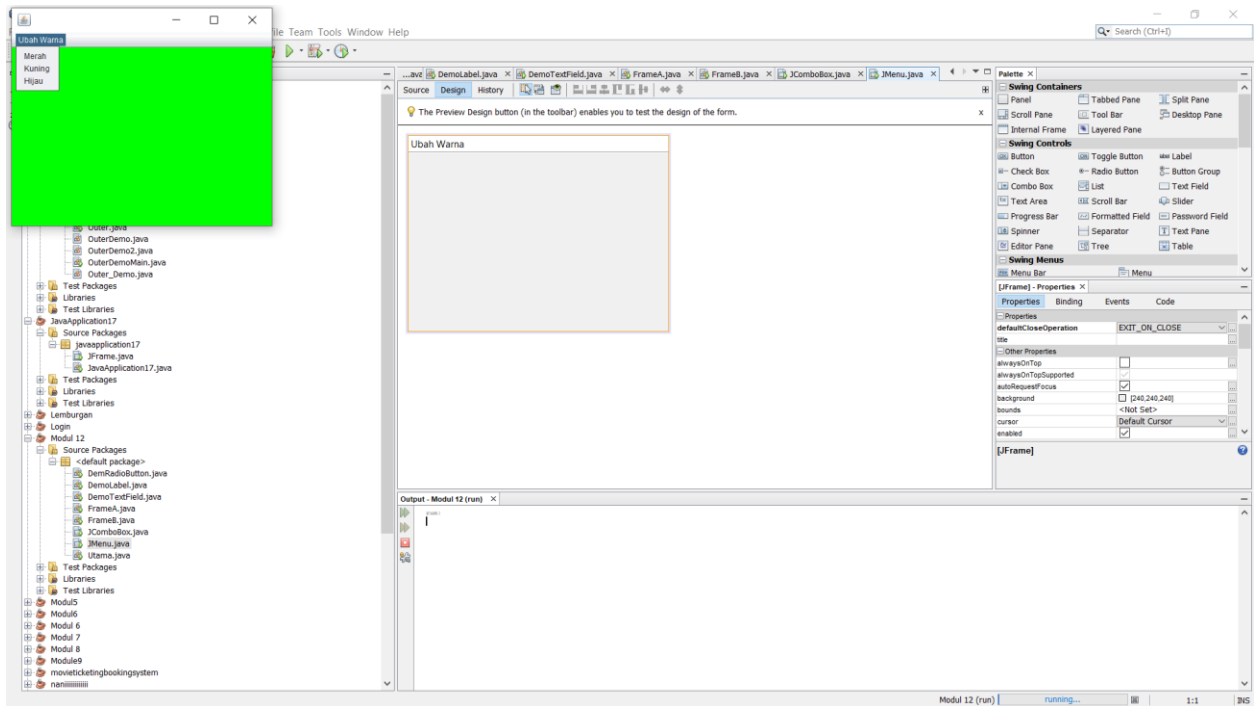 Ubah Warna
Merah
Kuning
Hijau
ile Team Tools Window Help
Search (Ctrl+I)
...ava DemoLabel.java DemoTextField.java FrameA.java FrameB.java JComboBox.java JMenu.java
Source Design History
The Preview Design button (in the toolbar) enables you to test the design of the form. x
Ubah Warna
Outer.java
OuterDemo.java
OuterDemo2.java
OuterDemoMain.java
Outer_Demo.java
Test Packages
Libraries
Test Libraries
JavaApplication17
Source Packages
javaapplication17
JFrame.java
JavaApplication17.java
Test Packages
Libraries
Test Libraries
Lemburgan
Login
Modul 12
Source Packages
<default package>
DemRadioButton.java
DemoLabel.java
DemoTextField.java
FrameA.java
FrameB.java
JComboBox.java
JMenu.java
Utama.java
Test Packages
Libraries
Test Libraries
Modul5
Modul6
Modul 6
Modul 7
Modul 8
Module9
movieticketingbookingsystem
Palette
Swing Containers
Panel Tabbed Pane Split Pane
Scroll Pane Tool Bar Desktop Pane
Internal Frame Layered Pane
Swing Controls
Button Toggle Button Label
Check Box Radio Button Button Group
Combo Box List Text Field
Text Area Scroll Bar Slider
Progress Bar Formatted Field Password Field
Spinner Separator Text Pane
Editor Pane Tree Table
Swing Menus
Menu Bar Menu
[JFrame] - Properties
Properties Binding Events Code
Properties
defaultCloseOperation EXIT_ON_CLOSE
title
Other Properties
alwaysOnTop
alwaysOnTopSupported
autoRequestFocus
background [240,240,240]
bounds <Not Set>
cursor Default Cursor
enabled
[JFrame]
Output - Modul 12 (run)
run:
Modul 12 (run) running... 1:1 INS